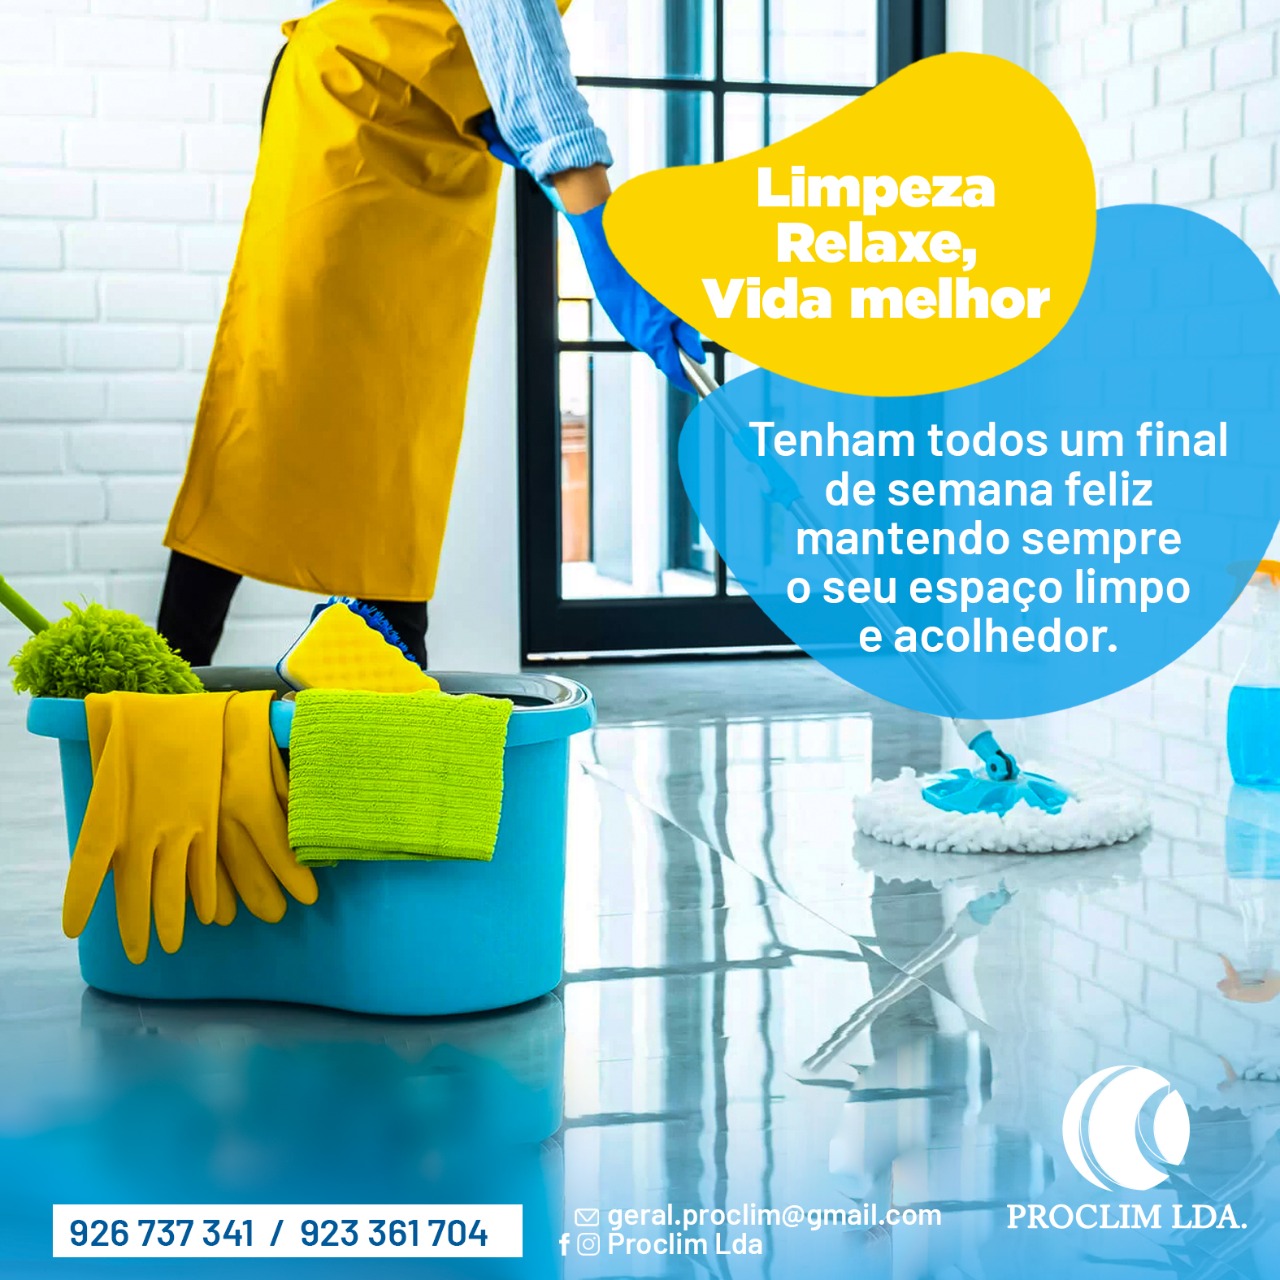 Limpeza
Relaxe,
Vida melhor
Tenham todos um final
de semana feliz
mantendo sempre
o seu espaço limpo
e acolhedor.
926 737 341 / 923 361 704
geral.proclim@gmail.com
Proclim Lda
PROCLIM LDA.